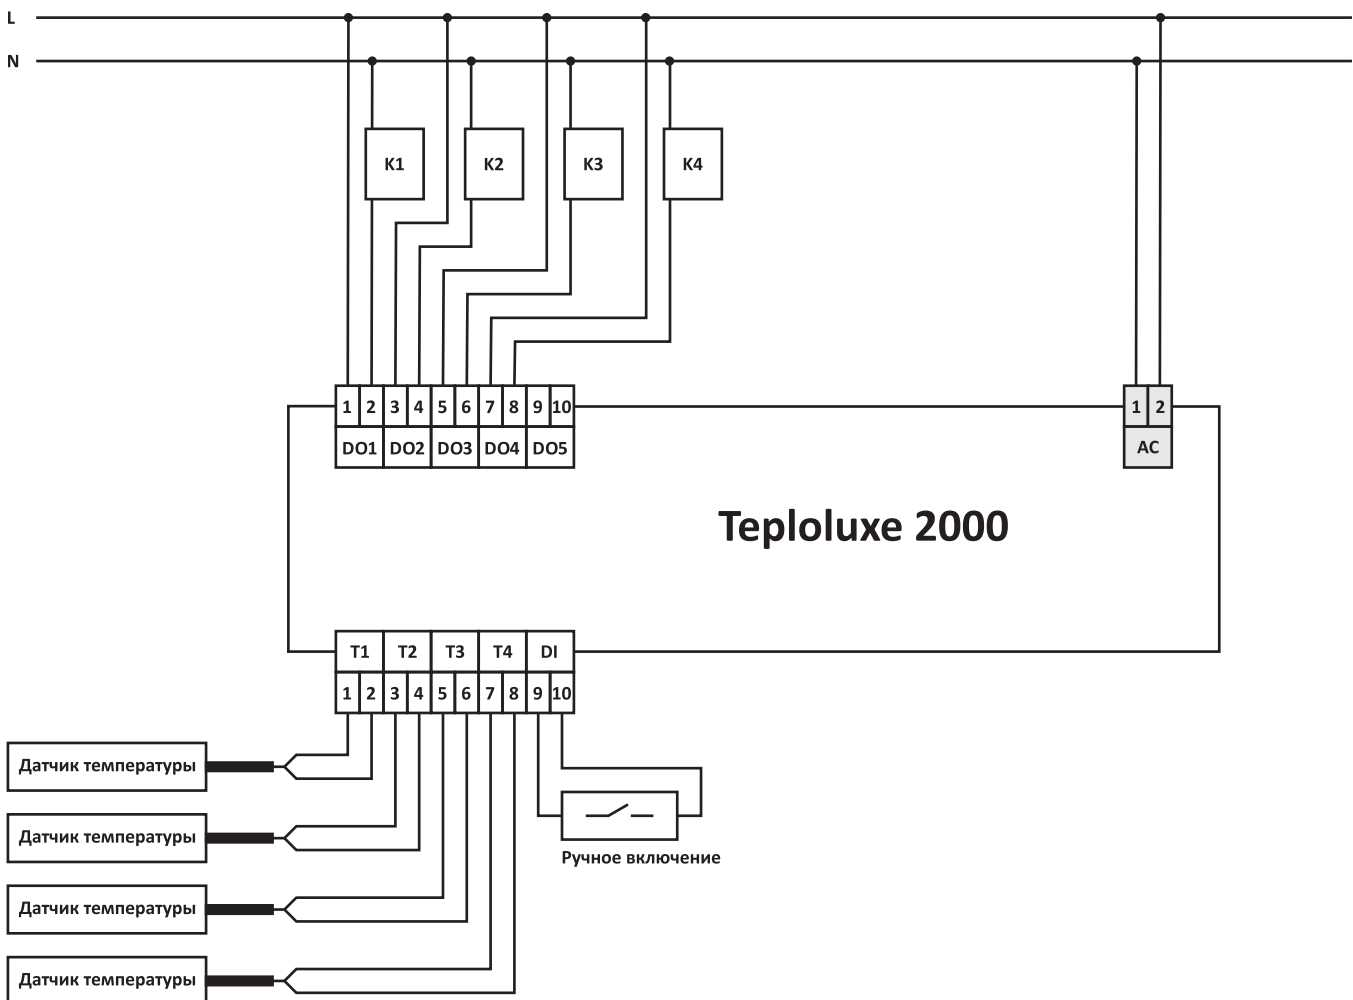 L
N
K1 K2 K3 K4
1 2 3 4 5 6 7 8 9 10
DO1 DO2 DO3 DO4 DO5
1 2
AC
Teploluxe 2000
T1 T2 T3 T4 DI
1 2 3 4 5 6 7 8 9 10
Датчик температуры
Датчик температуры
Ручное включение
Датчик температуры
Датчик температуры